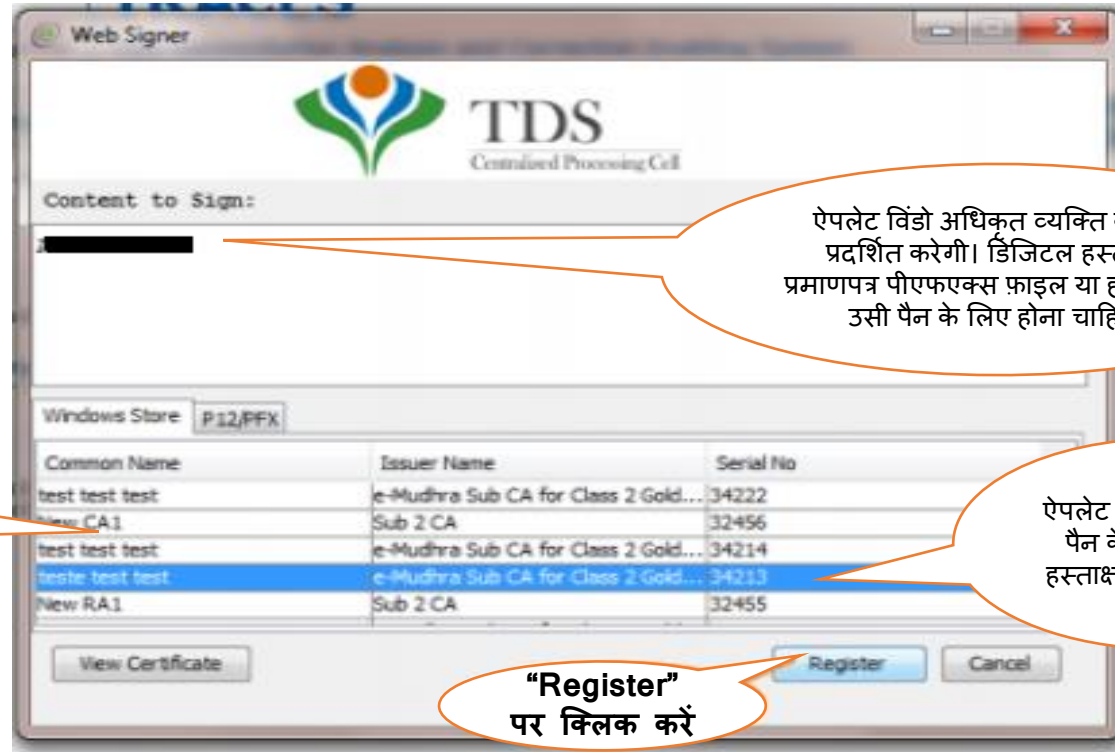 Web Signer
TDS
Centralized Processing Cell
Content to Sign:
ऐपलेट विंडो अधिकृत व्यक्ति
प्रदर्शित करेगी। डिजिटल
प्रमाणपत्र पीएफएक्स फ़ाइल या
उसी पैन के लिए होना
Windows Store P12/PFX
Common Name Issuer Name Serial No
test test test e-Mudhra Sub CA for Class 2 Gold... 34222
New CA1 Sub 2 CA 32456
test test test e-Mudhra Sub CA for Class 2 Gold... 34214
teste test test e-Mudhra Sub CA for Class 2 Gold... 34213
New RA1 Sub 2 CA 32455
ऐपलेट
पैन
View Certificate Register Cancel
“Register”
पर क्लिक करें